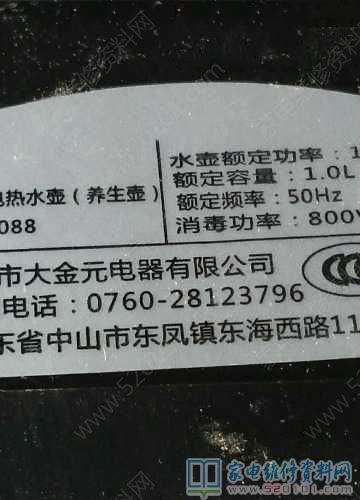 水壶额定功率：1
电热水壶（养生壶）
额定容量：1.0L
额定频率：50Hz
088
消毒功率：800W
市大金元电器有限公司
电话：0760-28123796
东省中山市东凤镇东海西路11
家电维修资料网
www.520101.com